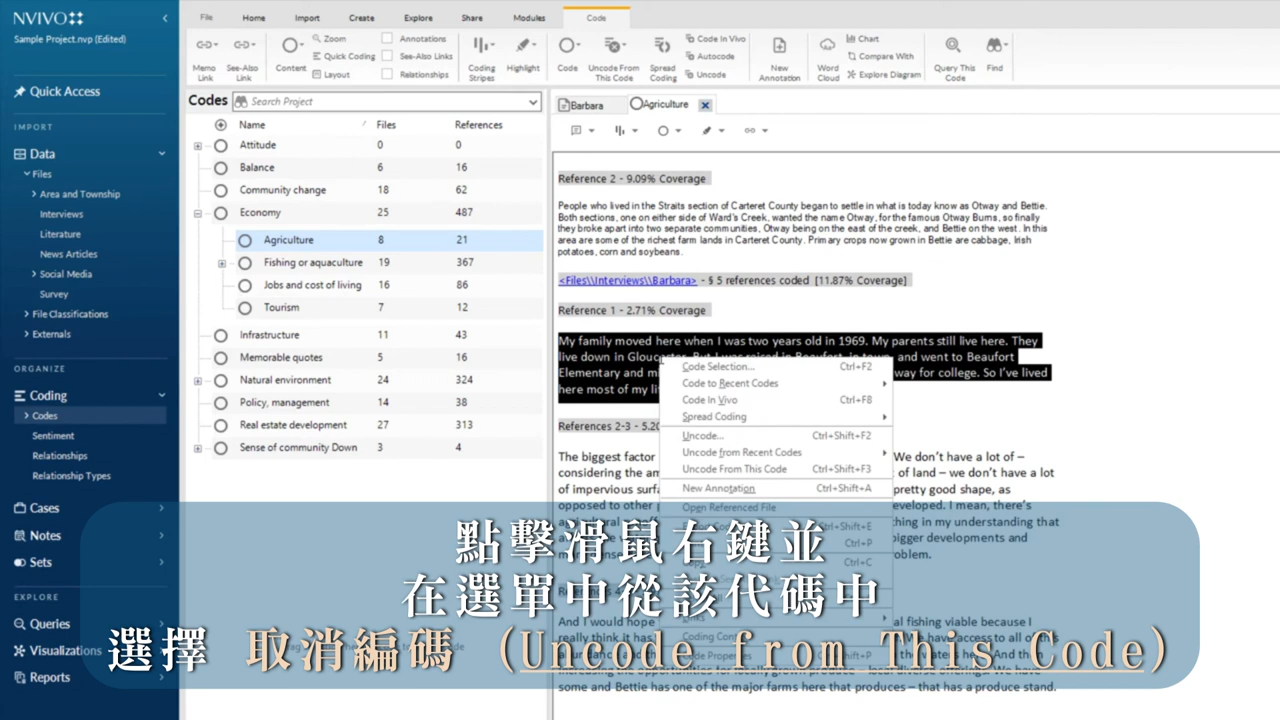 NVIVO
Sample Project.nvp (Edited)
Quick Access
IMPORT
Data
Files
Area and Township
Interviews
Literature
News Articles
Social Media
Survey
File Classifications
Externals
ORGANIZE
Coding
Codes
Sentiment
Relationships
Relationship Types
Cases
Notes
Sets
EXPLORE
Queries
Visualizations
Reports
File Home Import Create Explore Share Modules Code
Memo Link
See-Also Link
Content
Zoom
Quick Coding
Layout
Annotations
See-Also Links
Relationships
Coding Stripes
Highlight
Code
Uncode From This Code
Spread Coding
Code In Vivo
Autocode
Uncode
New Annotation
Word Cloud
Chart
Compare With
Explore Diagram
Query This Code
Find
Codes Search Project
Name Files References
Attitude 0 0
Balance 6 16
Community change 18 62
Economy 25 487
Agriculture 8 21
Fishing or aquaculture 19 367
Jobs and cost of living 16 86
Tourism 7 12
Infrastructure 11 43
Memorable quotes 5 16
Natural environment 24 324
Policy, management 14 38
Real estate development 27 313
Sense of community Down 3 4
Barbara Agriculture
Reference 2 - 9.09% Coverage
People who lived in the Straits section of Carteret County began to settle in what is today know as Otway and Bettie.
Both sections, one on either side of Ward's Creek, wanted the name Otway, for the famous Otway Burns, so finally
they broke apart into two separate communities, Otway being on the east of the creek, and Bettie on the west. In this
area are some of the richest farm lands in Carteret County. Primary crops now grown in Bettie are cabbage, Irish
potatoes, corn and soybeans.
<Files\\Interviews\\Barbara> - § 5 references coded [11.87% Coverage]
Reference 1 - 2.71% Coverage
My family moved here when I was two years old in 1969. My parents still live here. They
live down in Gloucester. But I was raised in Beaufort, in town, and went to Beaufort
Elementary and mi way for college. So I've lived
here most of my li
References 2-3 - 5.20
The biggest factor We don't have a lot of –
considering the am of land – we don't have a lot
of impervious surfa pretty good shape, as
opposed to other developed. I mean, there's
thing in my understanding that
bigger developments and
Code Selection... Ctrl+F2
Code to Recent Codes
Code In Vivo Ctrl+F8
Spread Coding
Uncode... Ctrl+Shift+F2
Uncode from Recent Codes
Uncode From This Code Ctrl+Shift+F3
New Annotation Ctrl+Shift+A
Open Referenced File
Ctrl+Shift+E
Ctrl+P
Ctrl+C
And I would hope al fishing viable because I
really think it has
some and Bettie has one of the major farms here that produces – that has a produce stand.
點擊滑鼠右鍵並
在選單中從該代碼中
選擇 取消編碼 (Uncode from This Code)